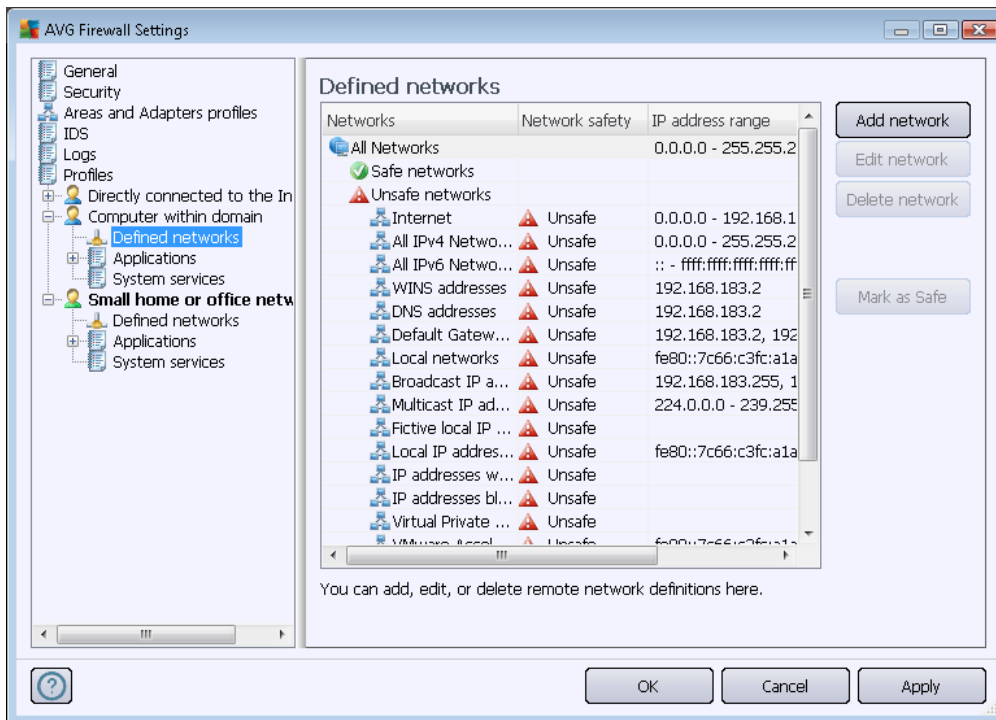 AVG Firewall Settings
General
Security
Areas and Adapters profiles
IDS
Logs
Profiles
Directly connected to the In
Computer within domain
Defined networks
Applications
System services
Small home or office netw
Defined networks
Applications
System services
Defined networks
Networks Network safety IP address range
All Networks 0.0.0.0 - 255.255.2
Safe networks
Unsafe networks
Internet Unsafe 0.0.0.0 - 192.168.1
All IPv4 Netwo... Unsafe 0.0.0.0 - 255.255.2
All IPv6 Netwo... Unsafe :: - ffff:ffff:ffff:ffff:ff
WINS addresses Unsafe 192.168.183.2
DNS addresses Unsafe 192.168.183.2
Default Gatew... Unsafe 192.168.183.2, 192
Local networks Unsafe fe80::7c66:c3fc:a1a
Broadcast IP a... Unsafe 192.168.183.255, 1
Multicast IP ad... Unsafe 224.0.0.0 - 239.255
Fictive local IP ... Unsafe
Local IP addres... Unsafe fe80::7c66:c3fc:a1a
IP addresses w... Unsafe
IP addresses bl... Unsafe
Virtual Private ... Unsafe
VMware Accel Unsafe fe80::7c66:c3fc:a1a
Add network
Edit network
Delete network
Mark as Safe
You can add, edit, or delete remote network definitions here.
OK
Cancel
Apply